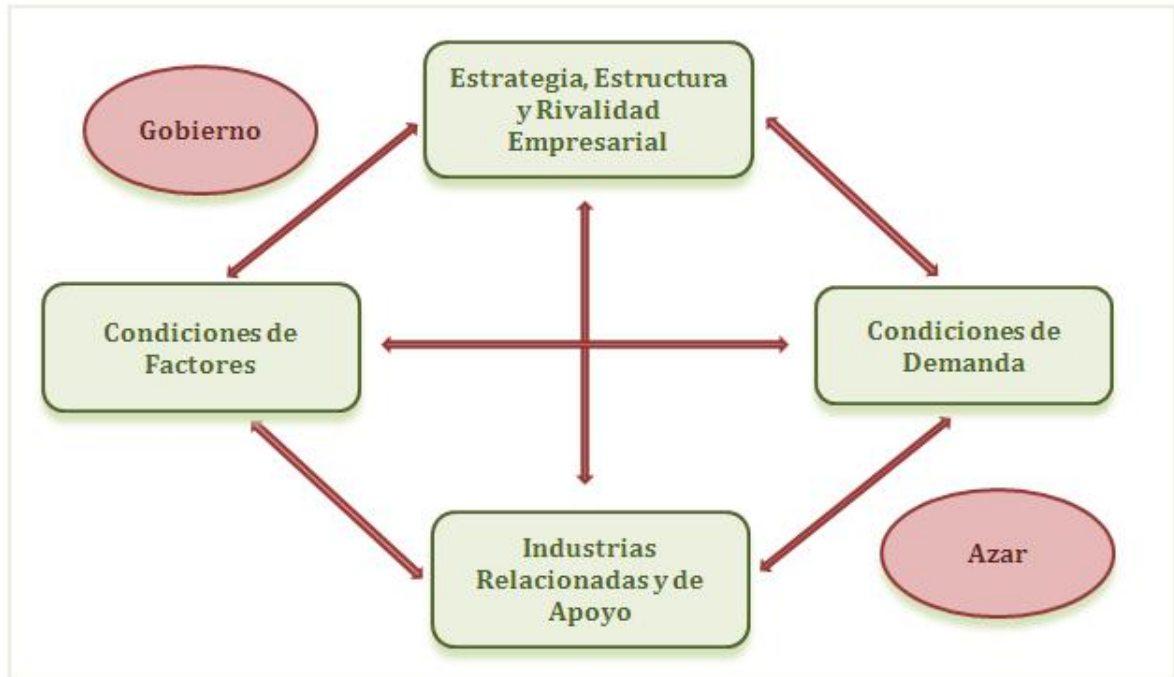 Estrategia, Estructura
y Rivalidad
Empresarial
Gobierno
Condiciones de
Factores
Condiciones de
Demanda
Industrias
Relacionadas y de
Apoyo
Azar